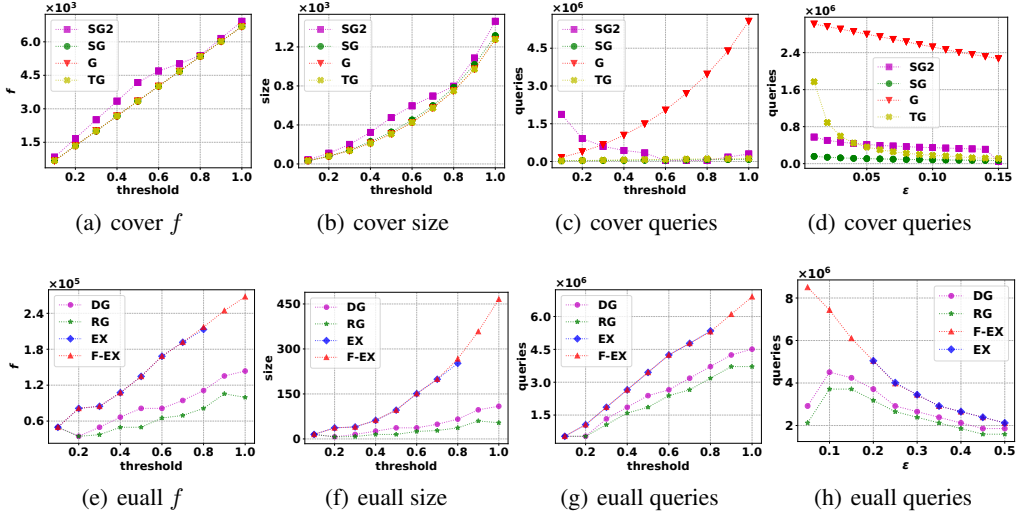 ×10³
6.0
4.5
3.0
1.5
f
SG2
SG
G
TG
0.2 0.4 0.6 0.8 1.0
threshold
(a) cover f
×10³
1.2
0.8
0.4
0.0
size
SG2
SG
G
TG
0.2 0.4 0.6 0.8 1.0
threshold
(b) cover size
×10⁶
6.0
4.5
3.0
1.5
0.0
queries
SG2
SG
G
TG
0.2 0.4 0.6 0.8 1.0
threshold
(c) cover queries
×10⁶
2.4
1.6
0.8
0.0
queries
SG2
SG
G
TG
0.05 0.10 0.15
ε
(d) cover queries
×10⁵
2.4
1.8
1.2
0.6
f
DG
RG
EX
F-EX
0.2 0.4 0.6 0.8 1.0
threshold
(e) euall f
450
300
150
0
size
DG
RG
EX
F-EX
0.2 0.4 0.6 0.8 1.0
threshold
(f) euall size
×10⁶
6.0
4.5
3.0
1.5
queries
DG
RG
EX
F-EX
0.2 0.4 0.6 0.8 1.0
threshold
(g) euall queries
×10⁶
8
6
4
2
queries
DG
RG
F-EX
EX
0.1 0.2 0.3 0.4 0.5
ε
(h) euall queries